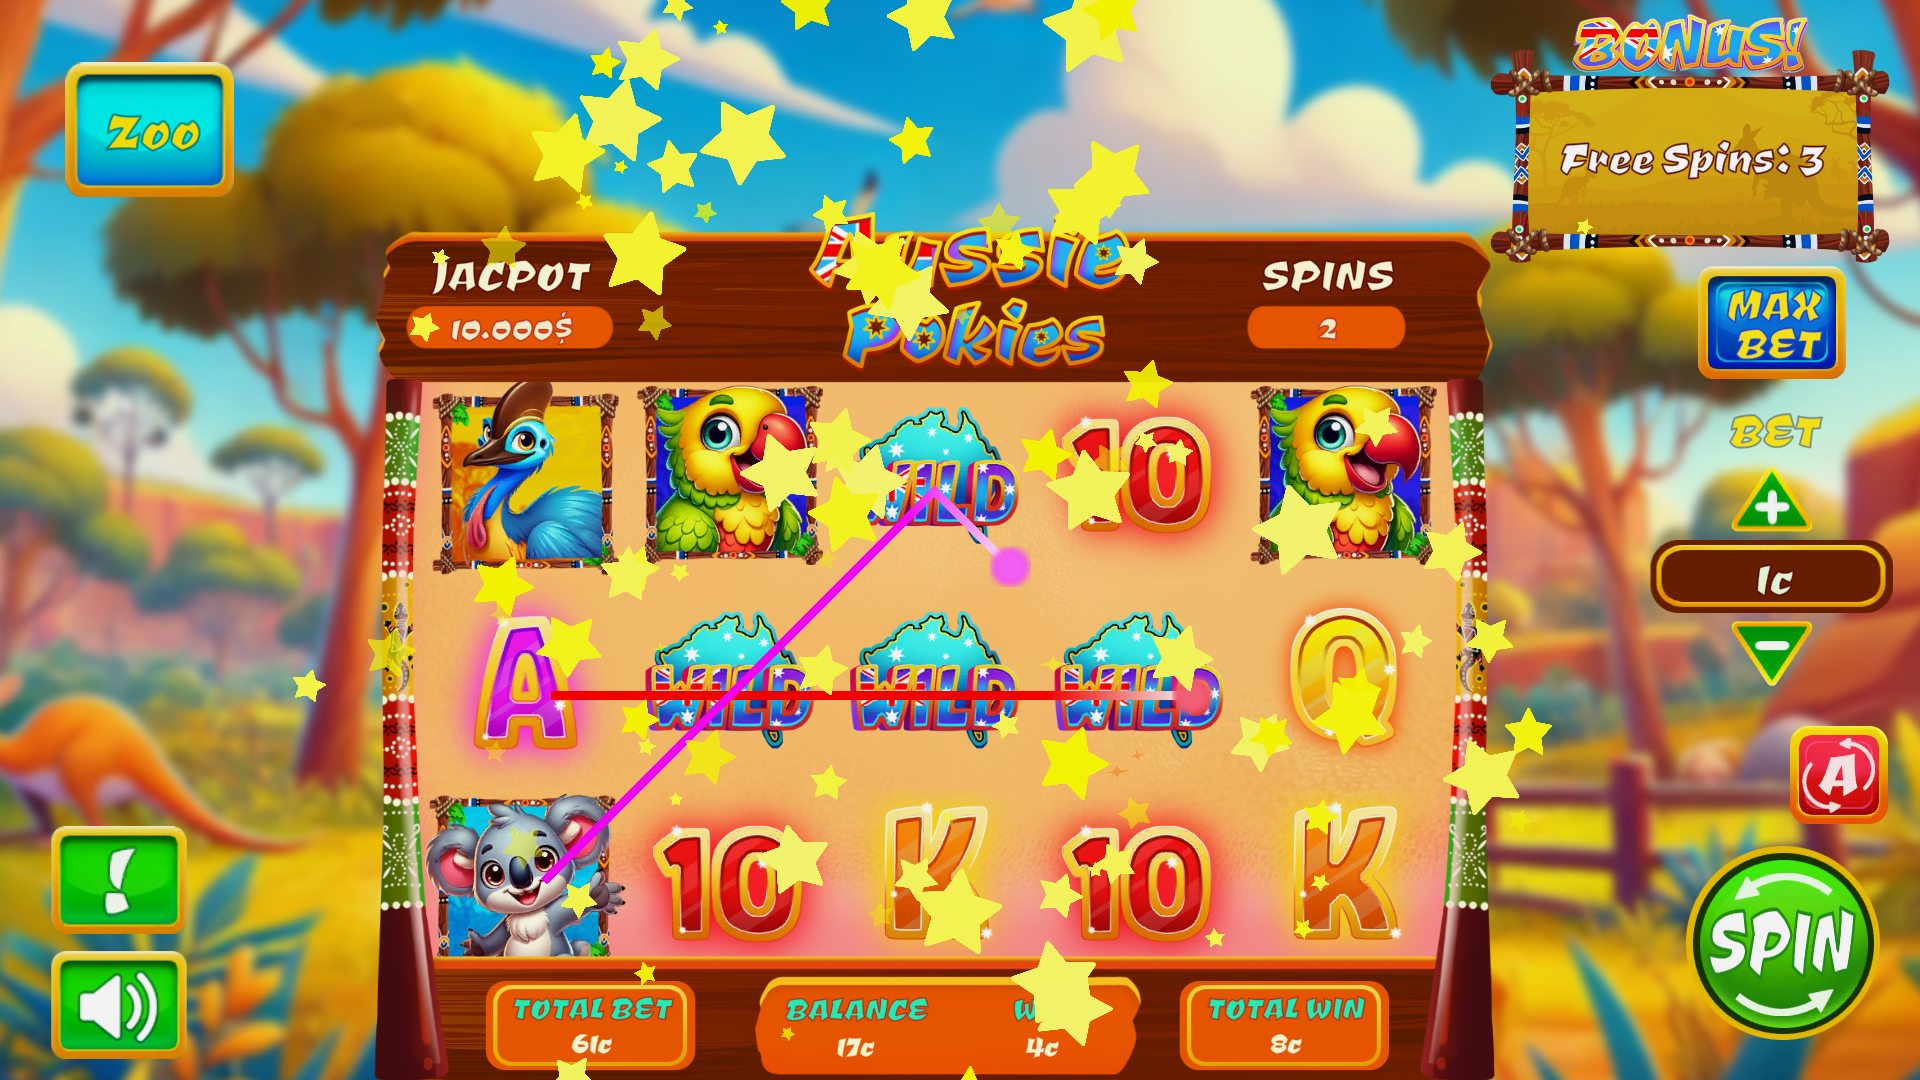 BONUS!
Zoo
Free Spins: 3
Aussie
Pokies
JACPOT
10.000$
SPINS
2
MAX
BET
BET
WILD
10
1c
A
WILD
WILD
WILD
Q
A
10
K
10
K
SPIN
TOTAL BET
61c
BALANCE
17c
4c
TOTAL WIN
8c